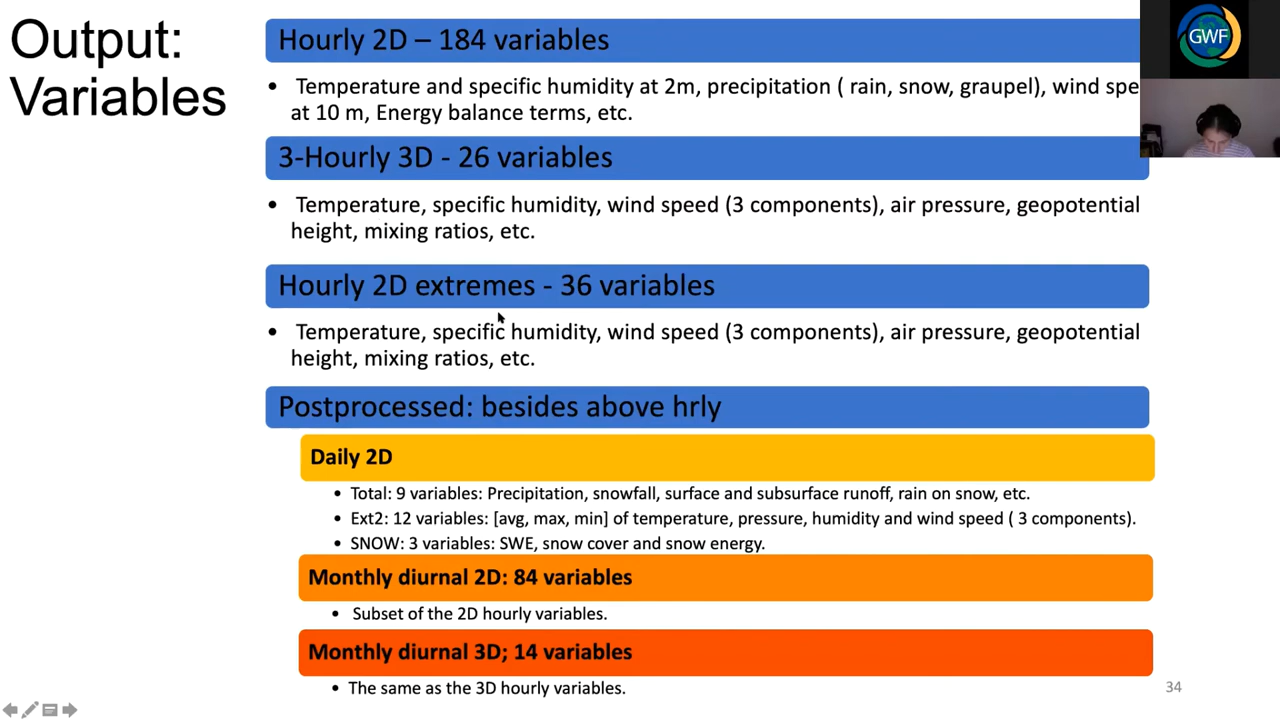 Output:
Variables
Hourly 2D – 184 variables
• Temperature and specific humidity at 2m, precipitation ( rain, snow, graupel), wind spe
at 10 m, Energy balance terms, etc.
3-Hourly 3D - 26 variables
• Temperature, specific humidity, wind speed (3 components), air pressure, geopotential
height, mixing ratios, etc.
Hourly 2D extremes - 36 variables
• Temperature, specific humidity, wind speed (3 components), air pressure, geopotential
height, mixing ratios, etc.
Postprocessed: besides above hrly
Daily 2D
• Total: 9 variables: Precipitation, snowfall, surface and subsurface runoff, rain on snow, etc.
• Ext2: 12 variables: [avg, max, min] of temperature, pressure, humidity and wind speed ( 3 components).
• SNOW: 3 variables: SWE, snow cover and snow energy.
Monthly diurnal 2D: 84 variables
• Subset of the 2D hourly variables.
Monthly diurnal 3D; 14 variables
• The same as the 3D hourly variables.
34
GWF